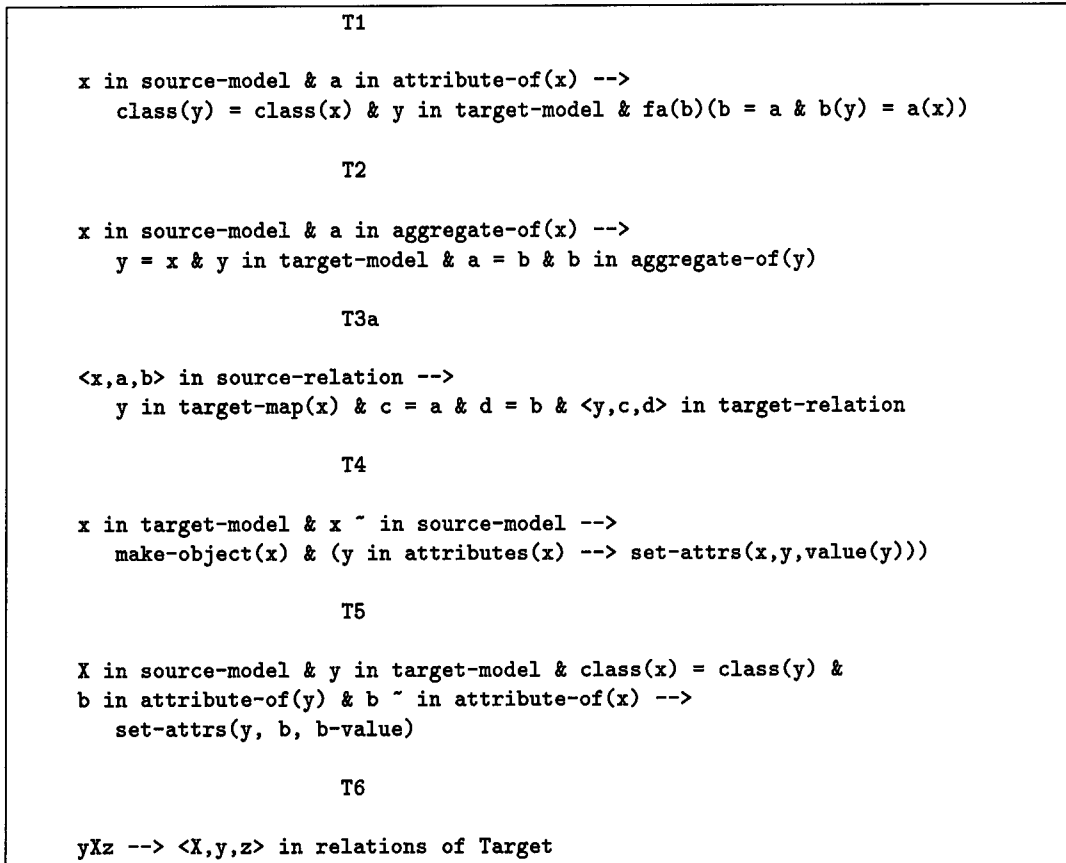 T1
x in source-model & a in attribute-of(x) -->
class(y) = class(x) & y in target-model & fa(b)(b = a & b(y) = a(x))
T2
x in source-model & a in aggregate-of(x) -->
y = x & y in target-model & a = b & b in aggregate-of(y)
T3a
<x,a,b> in source-relation -->
y in target-map(x) & c = a & d = b & <y,c,d> in target-relation
T4
x in target-model & x ~ in source-model -->
make-object(x) & (y in attributes(x) --> set-attrs(x,y,value(y)))
T5
X in source-model & y in target-model & class(x) = class(y) &
b in attribute-of(y) & b ~ in attribute-of(x) -->
set-attrs(y, b, b-value)
T6
yXz --> <X,y,z> in relations of Target